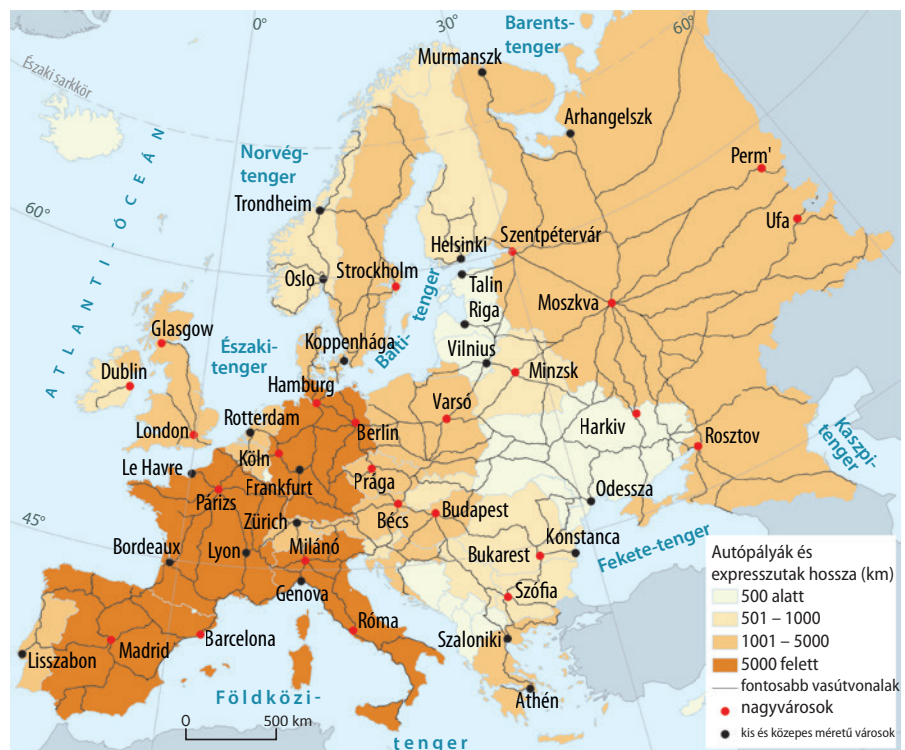 0°
30°
Barents-
tenger
60°
Murmanszk
Északi sarkkör
Arhangelszk
Norvég-
tenger
Perm'
Trondheim
60°
ATLANTI-ÓCEÁN
Helsinki
Szentpétervár
Ufa
Oslo
Strockholm
Talin
Riga
Moszkva
Balti-
tenger
Glasgow
Északi-
tenger
Koppenhága
Vilnius
Minzsk
Dublin
Hamburg
Varsó
London
Rotterdam
Berlin
Harkiv
Rosztov
Kaszpi-
tenger
Le Havre
Köln
Prága
Frankfurt
Odessza
Párizs
45°
Zürich
Bécs
Budapest
Bordeaux
Lyon
Milánó
Konstanca
Bukarest
Fekete-tenger
Genova
Szófia
Róma
Lisszabon
Madrid
Barcelona
Szaloniki
Athén
Földközi-
tenger
0 500 km
Autópályák és
expresszutak hossza (km)
500 alatt
501 – 1000
1001 – 5000
5000 felett
fontosabb vasútvonalak
nagyvárosok
kis és közepes méretű városok